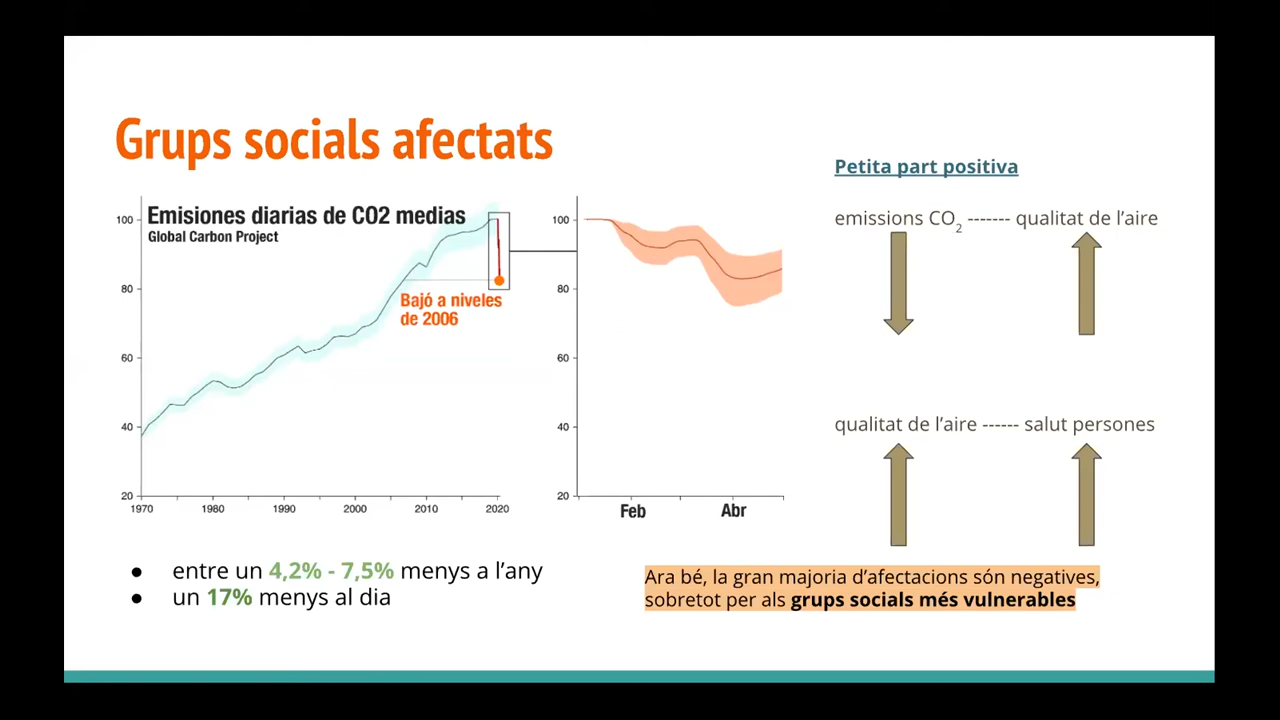 Grups socials afectats
Emisiones diarias de CO2 medias
Global Carbon Project
100
80
60
40
20
1970
1980
1990
2000
2010
2020
Bajó a niveles
de 2006
100
80
60
40
20
Feb
Abr
Petita part positiva
emissions CO2 ------- qualitat de l’aire
qualitat de l’aire ------ salut persones
● entre un 4,2% - 7,5% menys a l’any
● un 17% menys al dia
Ara bé, la gran majoria d’afectacions són negatives,
sobretot per als grups socials més vulnerables